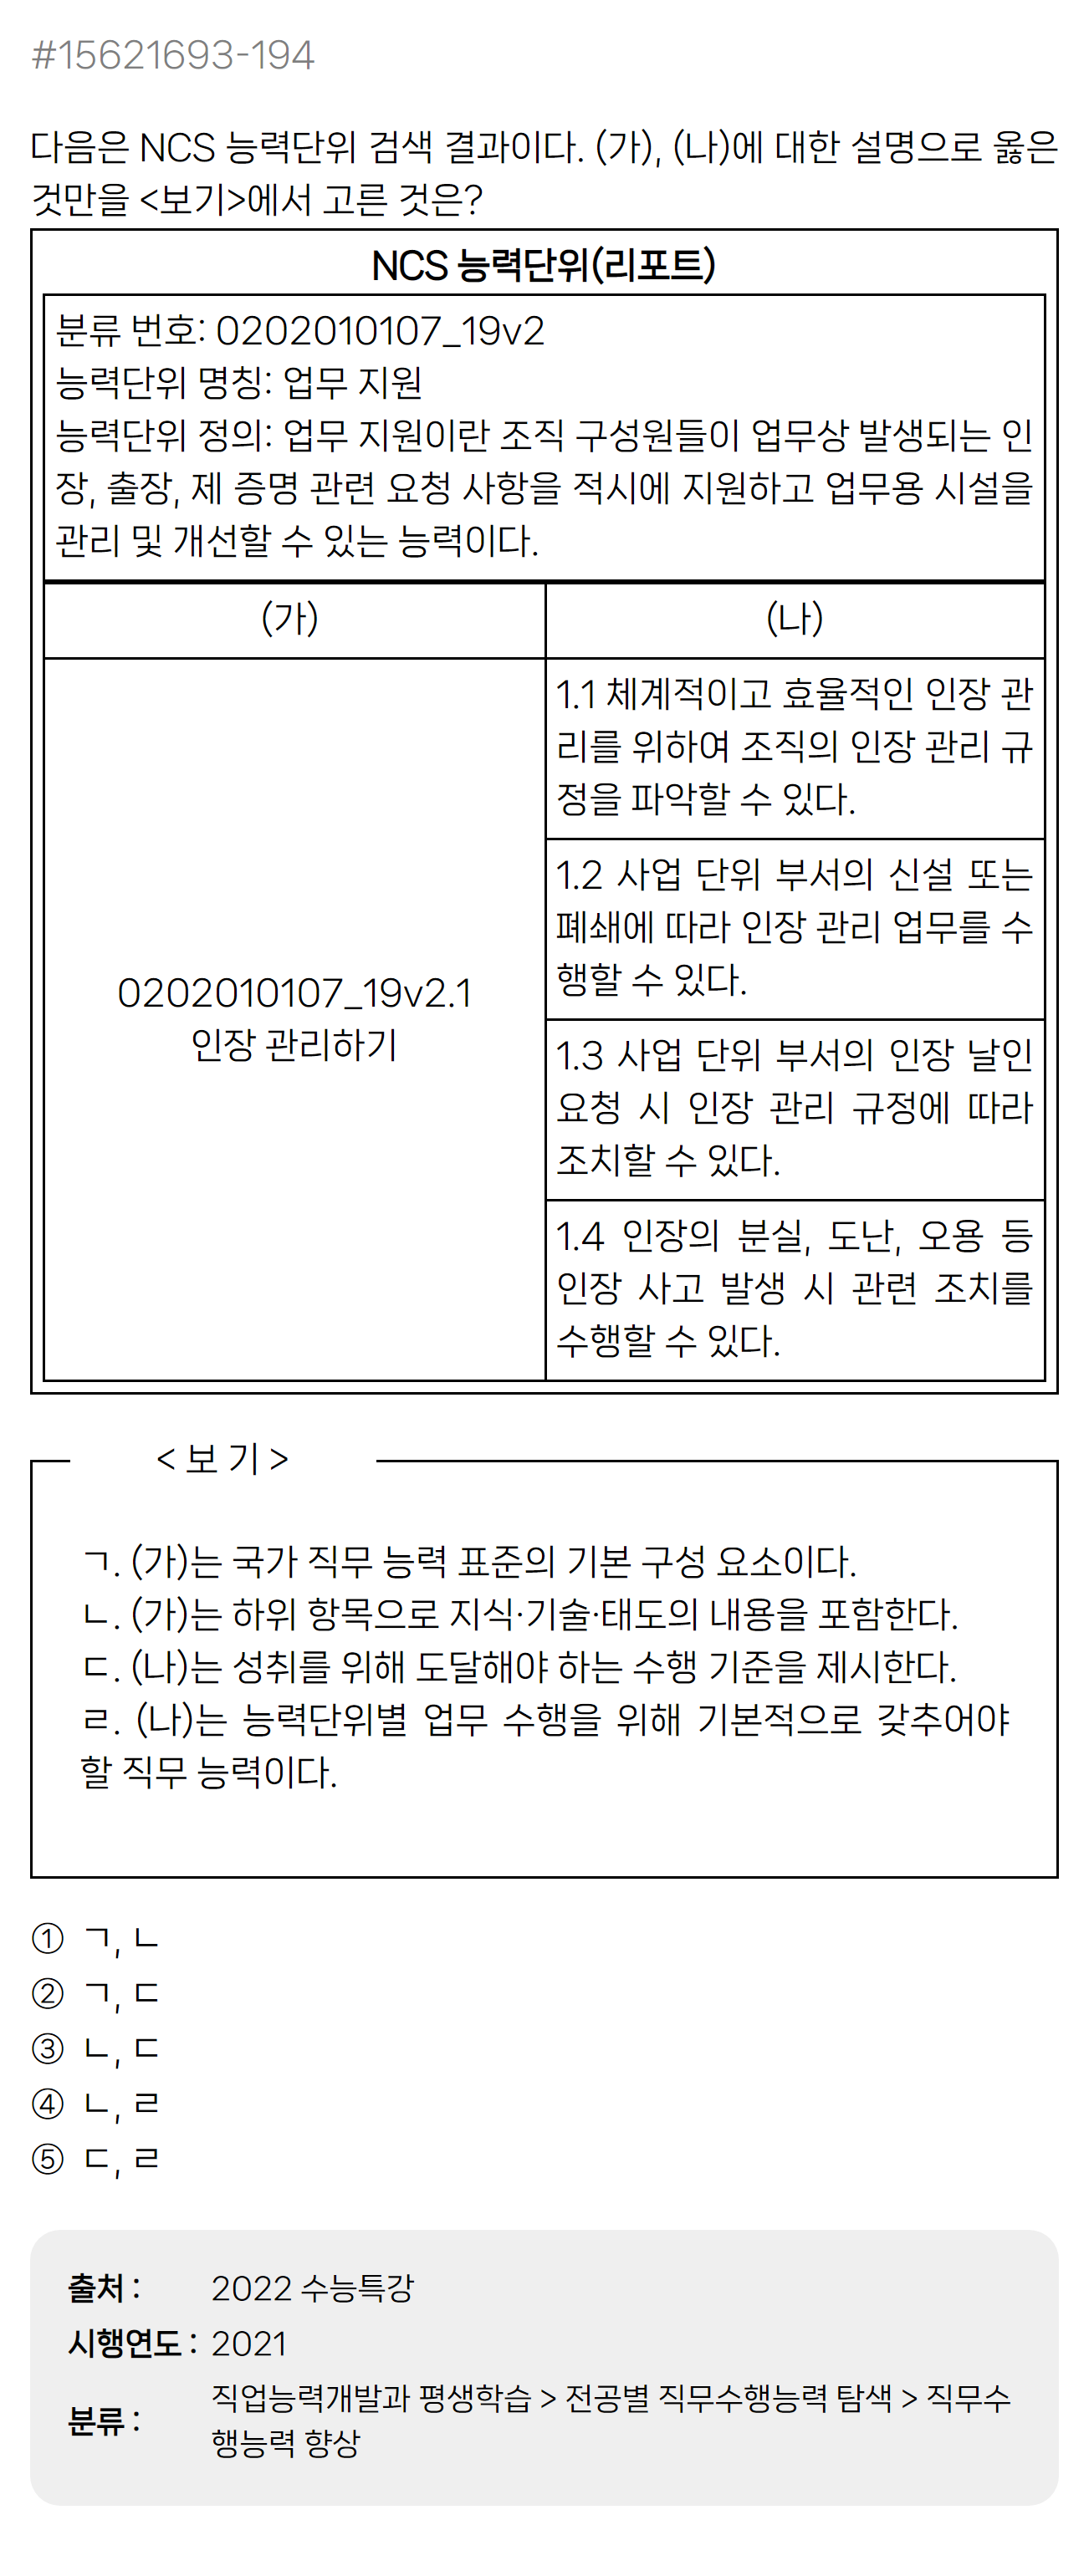 #15621693-194
다음은 NCS 능력단위 검색 결과이다. (가), (나)에 대한 설명으로 옳은
것만을 <보기>에서 고른 것은?
NCS 능력단위(리포트)
분류 번호: 0202010107_19v2
능력단위 명칭: 업무 지원
능력단위 정의: 업무 지원이란 조직 구성원들이 업무상 발생되는 인
장, 출장, 제 증명 관련 요청 사항을 적시에 지원하고 업무용 시설을
관리 및 개선할 수 있는 능력이다.
(가)
(나)
0202010107_19v2.1
인장 관리하기
1.1 체계적이고 효율적인 인장 관
리를 위하여 조직의 인장 관리 규
정을 파악할 수 있다.
1.2 사업 단위 부서의 신설 또는
폐쇄에 따라 인장 관리 업무를 수
행할 수 있다.
1.3 사업 단위 부서의 인장 날인
요청 시 인장 관리 규정에 따라
조치할 수 있다.
1.4 인장의 분실, 도난, 오용 등
인장 사고 발생 시 관련 조치를
수행할 수 있다.
< 보 기 >
ㄱ. (가)는 국가 직무 능력 표준의 기본 구성 요소이다.
ㄴ. (가)는 하위 항목으로 지식·기술·태도의 내용을 포함한다.
ㄷ. (나)는 성취를 위해 도달해야 하는 수행 기준을 제시한다.
ㄹ. (나)는 능력단위별 업무 수행을 위해 기본적으로 갖추어야
할 직무 능력이다.
① ㄱ, ㄴ
② ㄱ, ㄷ
③ ㄴ, ㄷ
④ ㄴ, ㄹ
⑤ ㄷ, ㄹ
출처 : 2022 수능특강
시행연도 : 2021
분류 : 직업능력개발과 평생학습 > 전공별 직무수행능력 탐색 > 직무수
행능력 향상